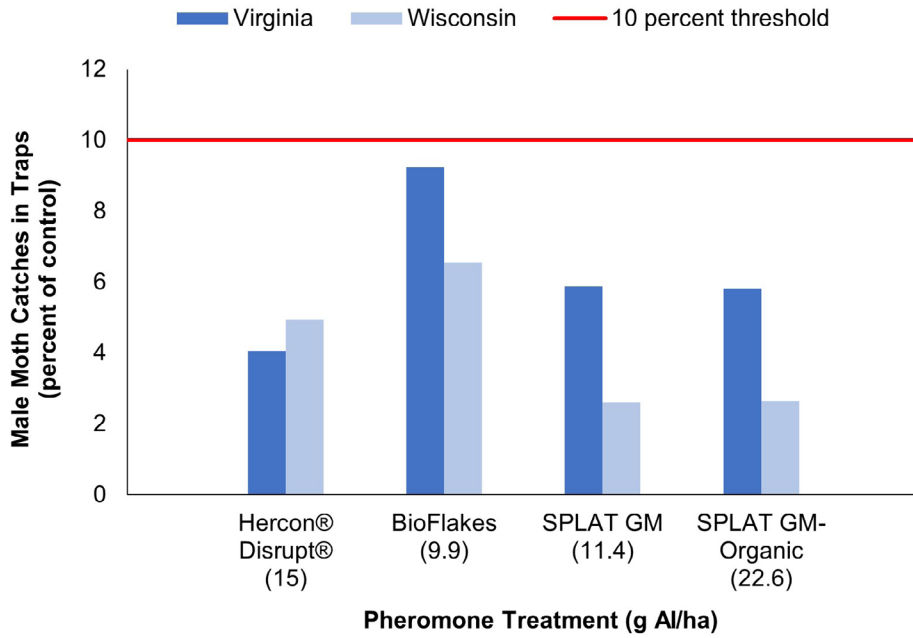 Virginia
Wisconsin
10 percent threshold
Male Moth Catches in Traps
(percent of control)
12
10
8
6
4
2
0
Hercon®
Disrupt®
(15)
BioFlakes
(9.9)
SPLAT GM
(11.4)
SPLAT GM-
Organic
(22.6)
Pheromone Treatment (g AI/ha)